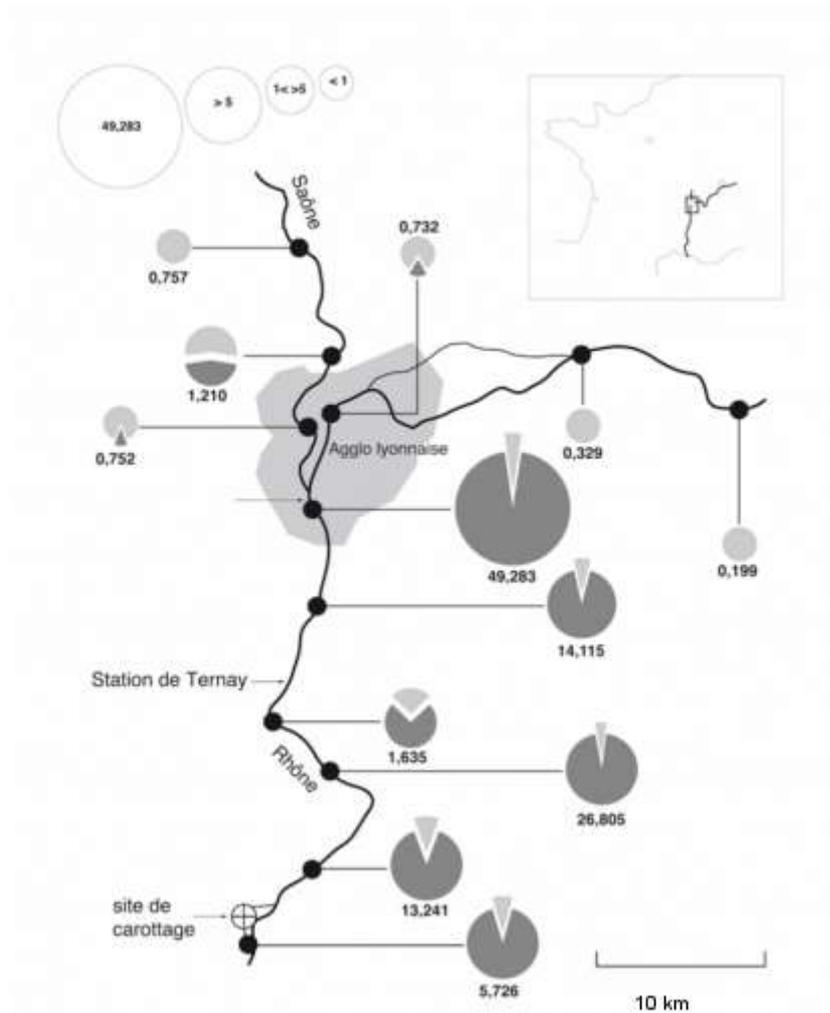 49,283
> 5
1< >5
< 1
Saône
0,732
0,757
1,210
Agglo lyonnaise
0,752
0,329
49,283
0,199
14,115
Station de Ternay
1,635
Rhône
26,805
13,241
site de
carottage
5,726
10 km